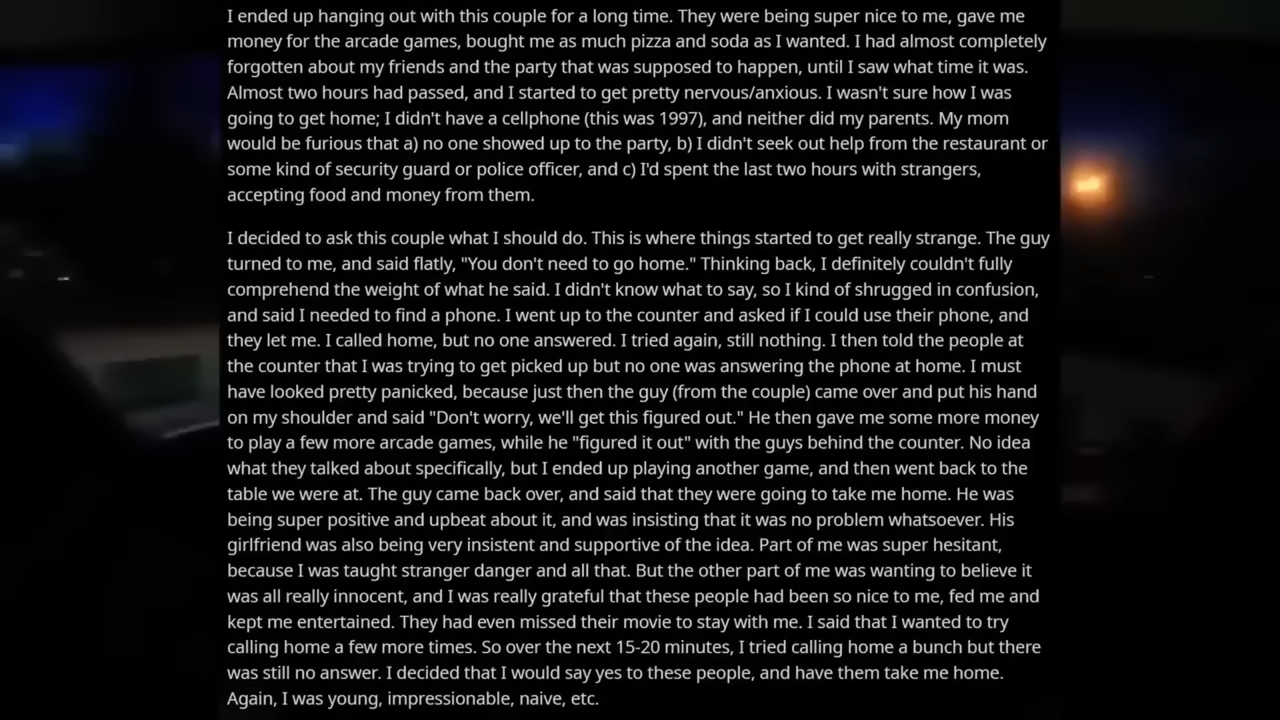 I ended up hanging out with this couple for a long time. They were being super nice to me, gave me
money for the arcade games, bought me as much pizza and soda as I wanted. I had almost completely
forgotten about my friends and the party that was supposed to happen, until I saw what time it was.
Almost two hours had passed, and I started to get pretty nervous/anxious. I wasn't sure how I was
going to get home; I didn't have a cellphone (this was 1997), and neither did my parents. My mom
would be furious that a) no one showed up to the party, b) I didn't seek out help from the restaurant or
some kind of security guard or police officer, and c) I'd spent the last two hours with strangers,
accepting food and money from them.
I decided to ask this couple what I should do. This is where things started to get really strange. The guy
turned to me, and said flatly, "You don't need to go home." Thinking back, I definitely couldn't fully
comprehend the weight of what he said. I didn't know what to say, so I kind of shrugged in confusion,
and said I needed to find a phone. I went up to the counter and asked if I could use their phone, and
they let me. I called home, but no one answered. I tried again, still nothing. I then told the people at
the counter that I was trying to get picked up but no one was answering the phone at home. I must
have looked pretty panicked, because just then the guy (from the couple) came over and put his hand
on my shoulder and said "Don't worry, we'll get this figured out." He then gave me some more money
to play a few more arcade games, while he "figured it out" with the guys behind the counter. No idea
what they talked about specifically, but I ended up playing another game, and then went back to the
table we were at. The guy came back over, and said that they were going to take me home. He was
being super positive and upbeat about it, and was insisting that it was no problem whatsoever. His
girlfriend was also being very insistent and supportive of the idea. Part of me was super hesitant,
because I was taught stranger danger and all that. But the other part of me was wanting to believe it
was all really innocent, and I was really grateful that these people had been so nice to me, fed me and
kept me entertained. They had even missed their movie to stay with me. I said that I wanted to try
calling home a few more times. So over the next 15-20 minutes, I tried calling home a bunch but there
was still no answer. I decided that I would say yes to these people, and have them take me home.
Again, I was young, impressionable, naive, etc.